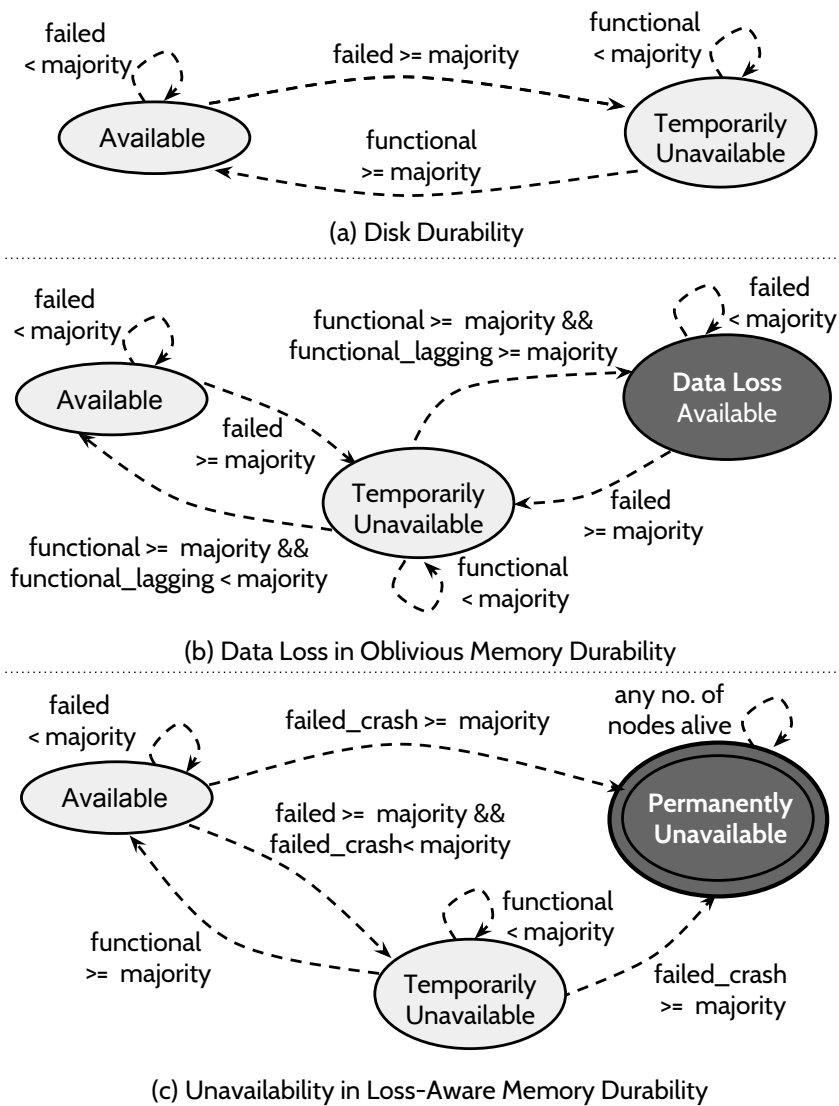 failed
< majority
failed >= majority
functional
< majority
Available
Temporarily
Unavailable
functional
>= majority
(a) Disk Durability
failed
< majority
functional >=  majority &&
functional_lagging >= majority
failed
< majority
Available
Data Loss
Available
failed
>= majority
Temporarily
Unavailable
failed
>= majority
functional >=  majority &&
functional_lagging < majority
functional
< majority
(b) Data Loss in Oblivious Memory Durability
failed
< majority
failed_crash >=  majority
any no. of
nodes alive
Available
Permanently
Unavailable
failed >=  majority &&
failed_crash< majority
functional
>=  majority
functional
< majority
Temporarily
Unavailable
failed_crash
>=  majority
(c) Unavailability in Loss-Aware Memory Durability